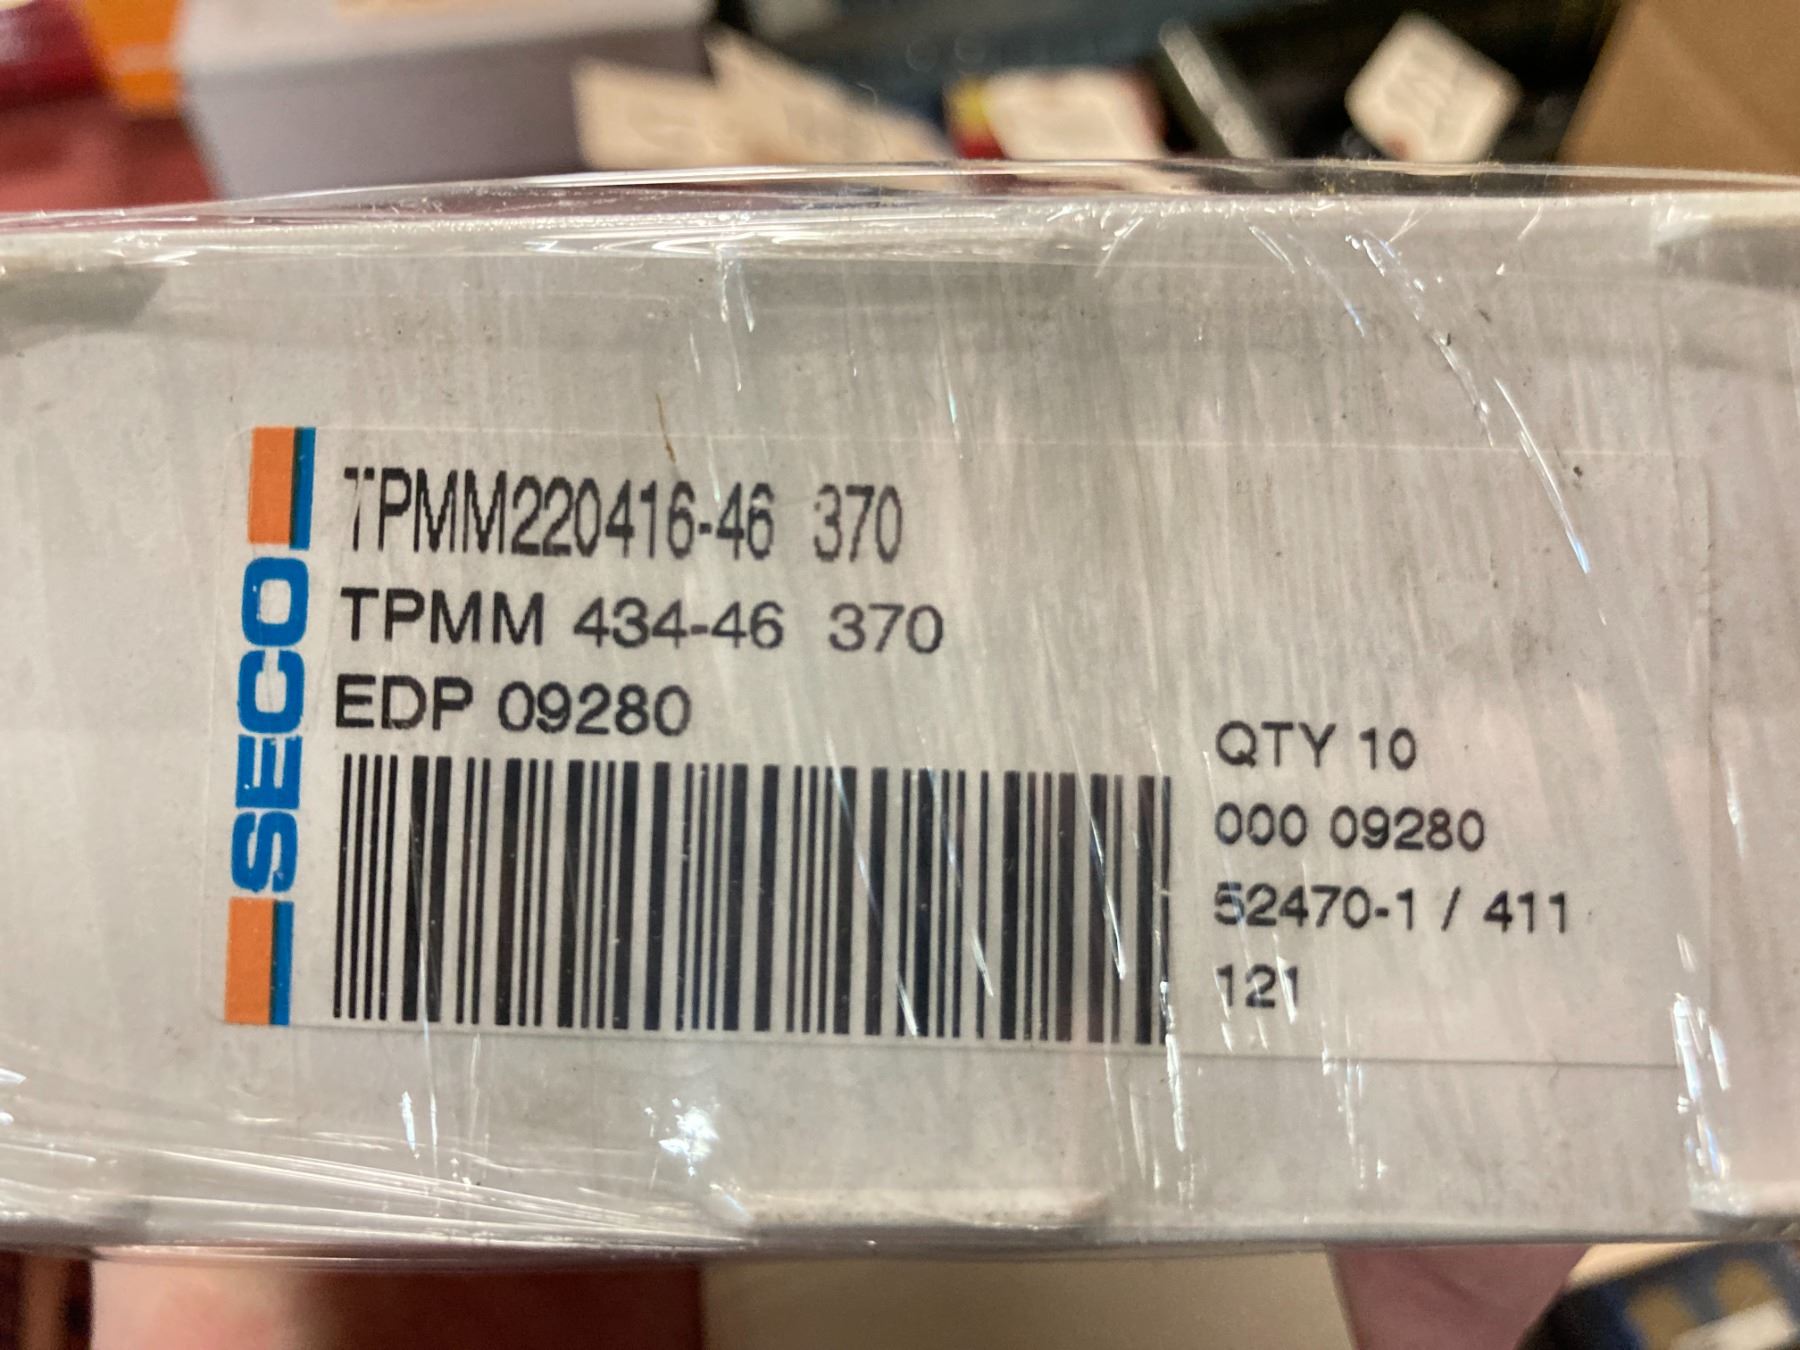 SECO
TPMM220416-46 370
TPMM 434-46 370
EDP 09280
QTY 10
000 09280
52470-1 / 411
121